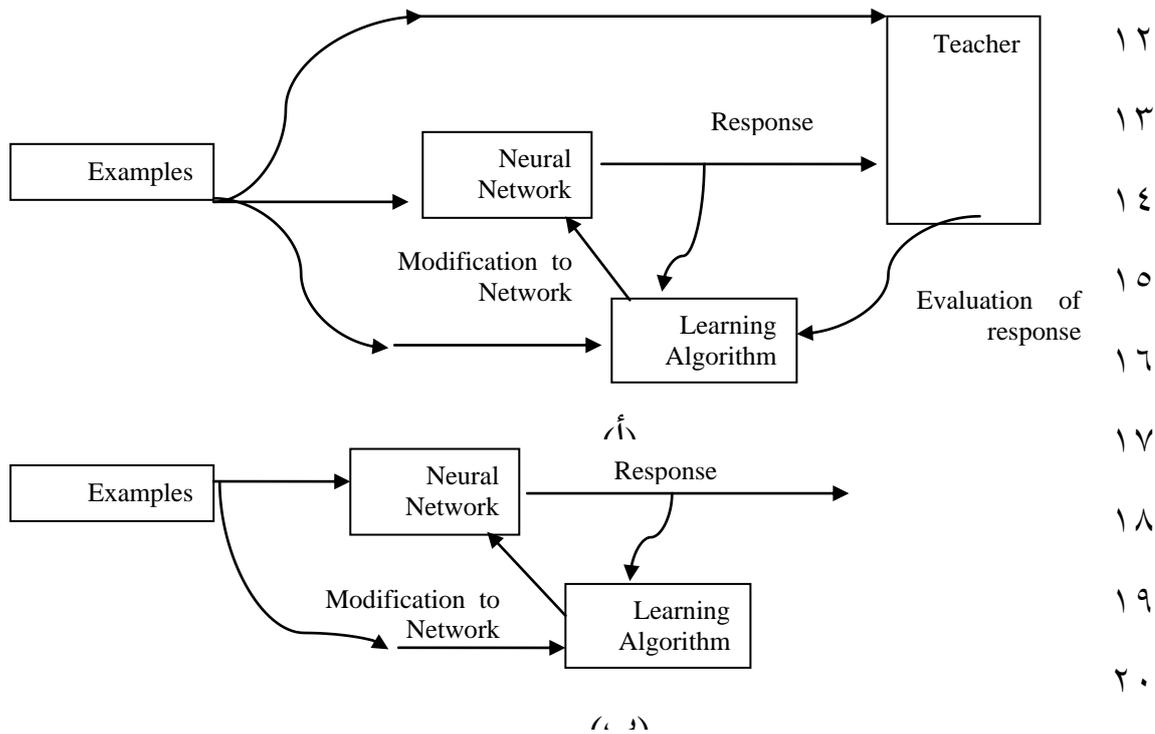 Teacher
١٢
Response
١٣
Examples
Neural
Network
١٤
Modification to
Network
١٥
Evaluation of
response
Learning
Algorithm
١٦
(أ)
١٧
Examples
Neural
Network
Response
١٨
Modification to
Network
١٩
Learning
Algorithm
٢٠